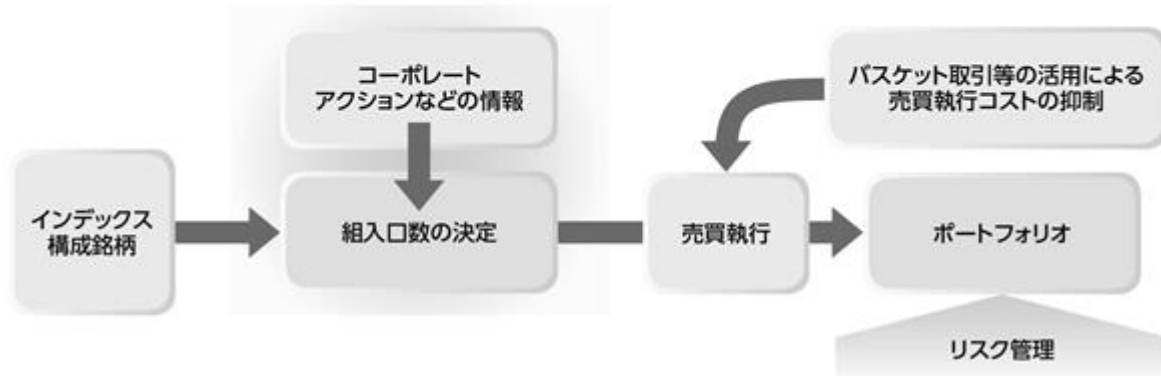 コーポレート
アクションなどの情報
バスケット取引等の活用による
売買執行コストの抑制
インデックス
構成銘柄
組入口数の決定
売買執行
ポートフォリオ
リスク管理